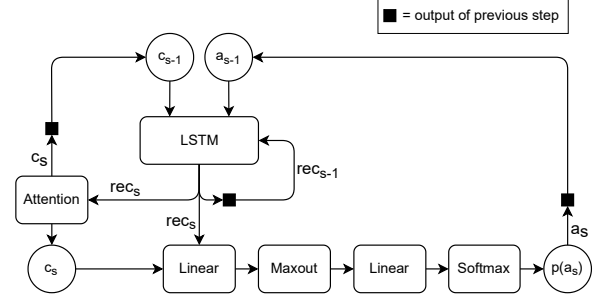 ■ = output of previous step
c_{s-1}
a_{s-1}
LSTM
rec_{s-1}
c_s
rec_s
Attention
rec_s
a_s
c_s
Linear
Maxout
Linear
Softmax
p(a_s)